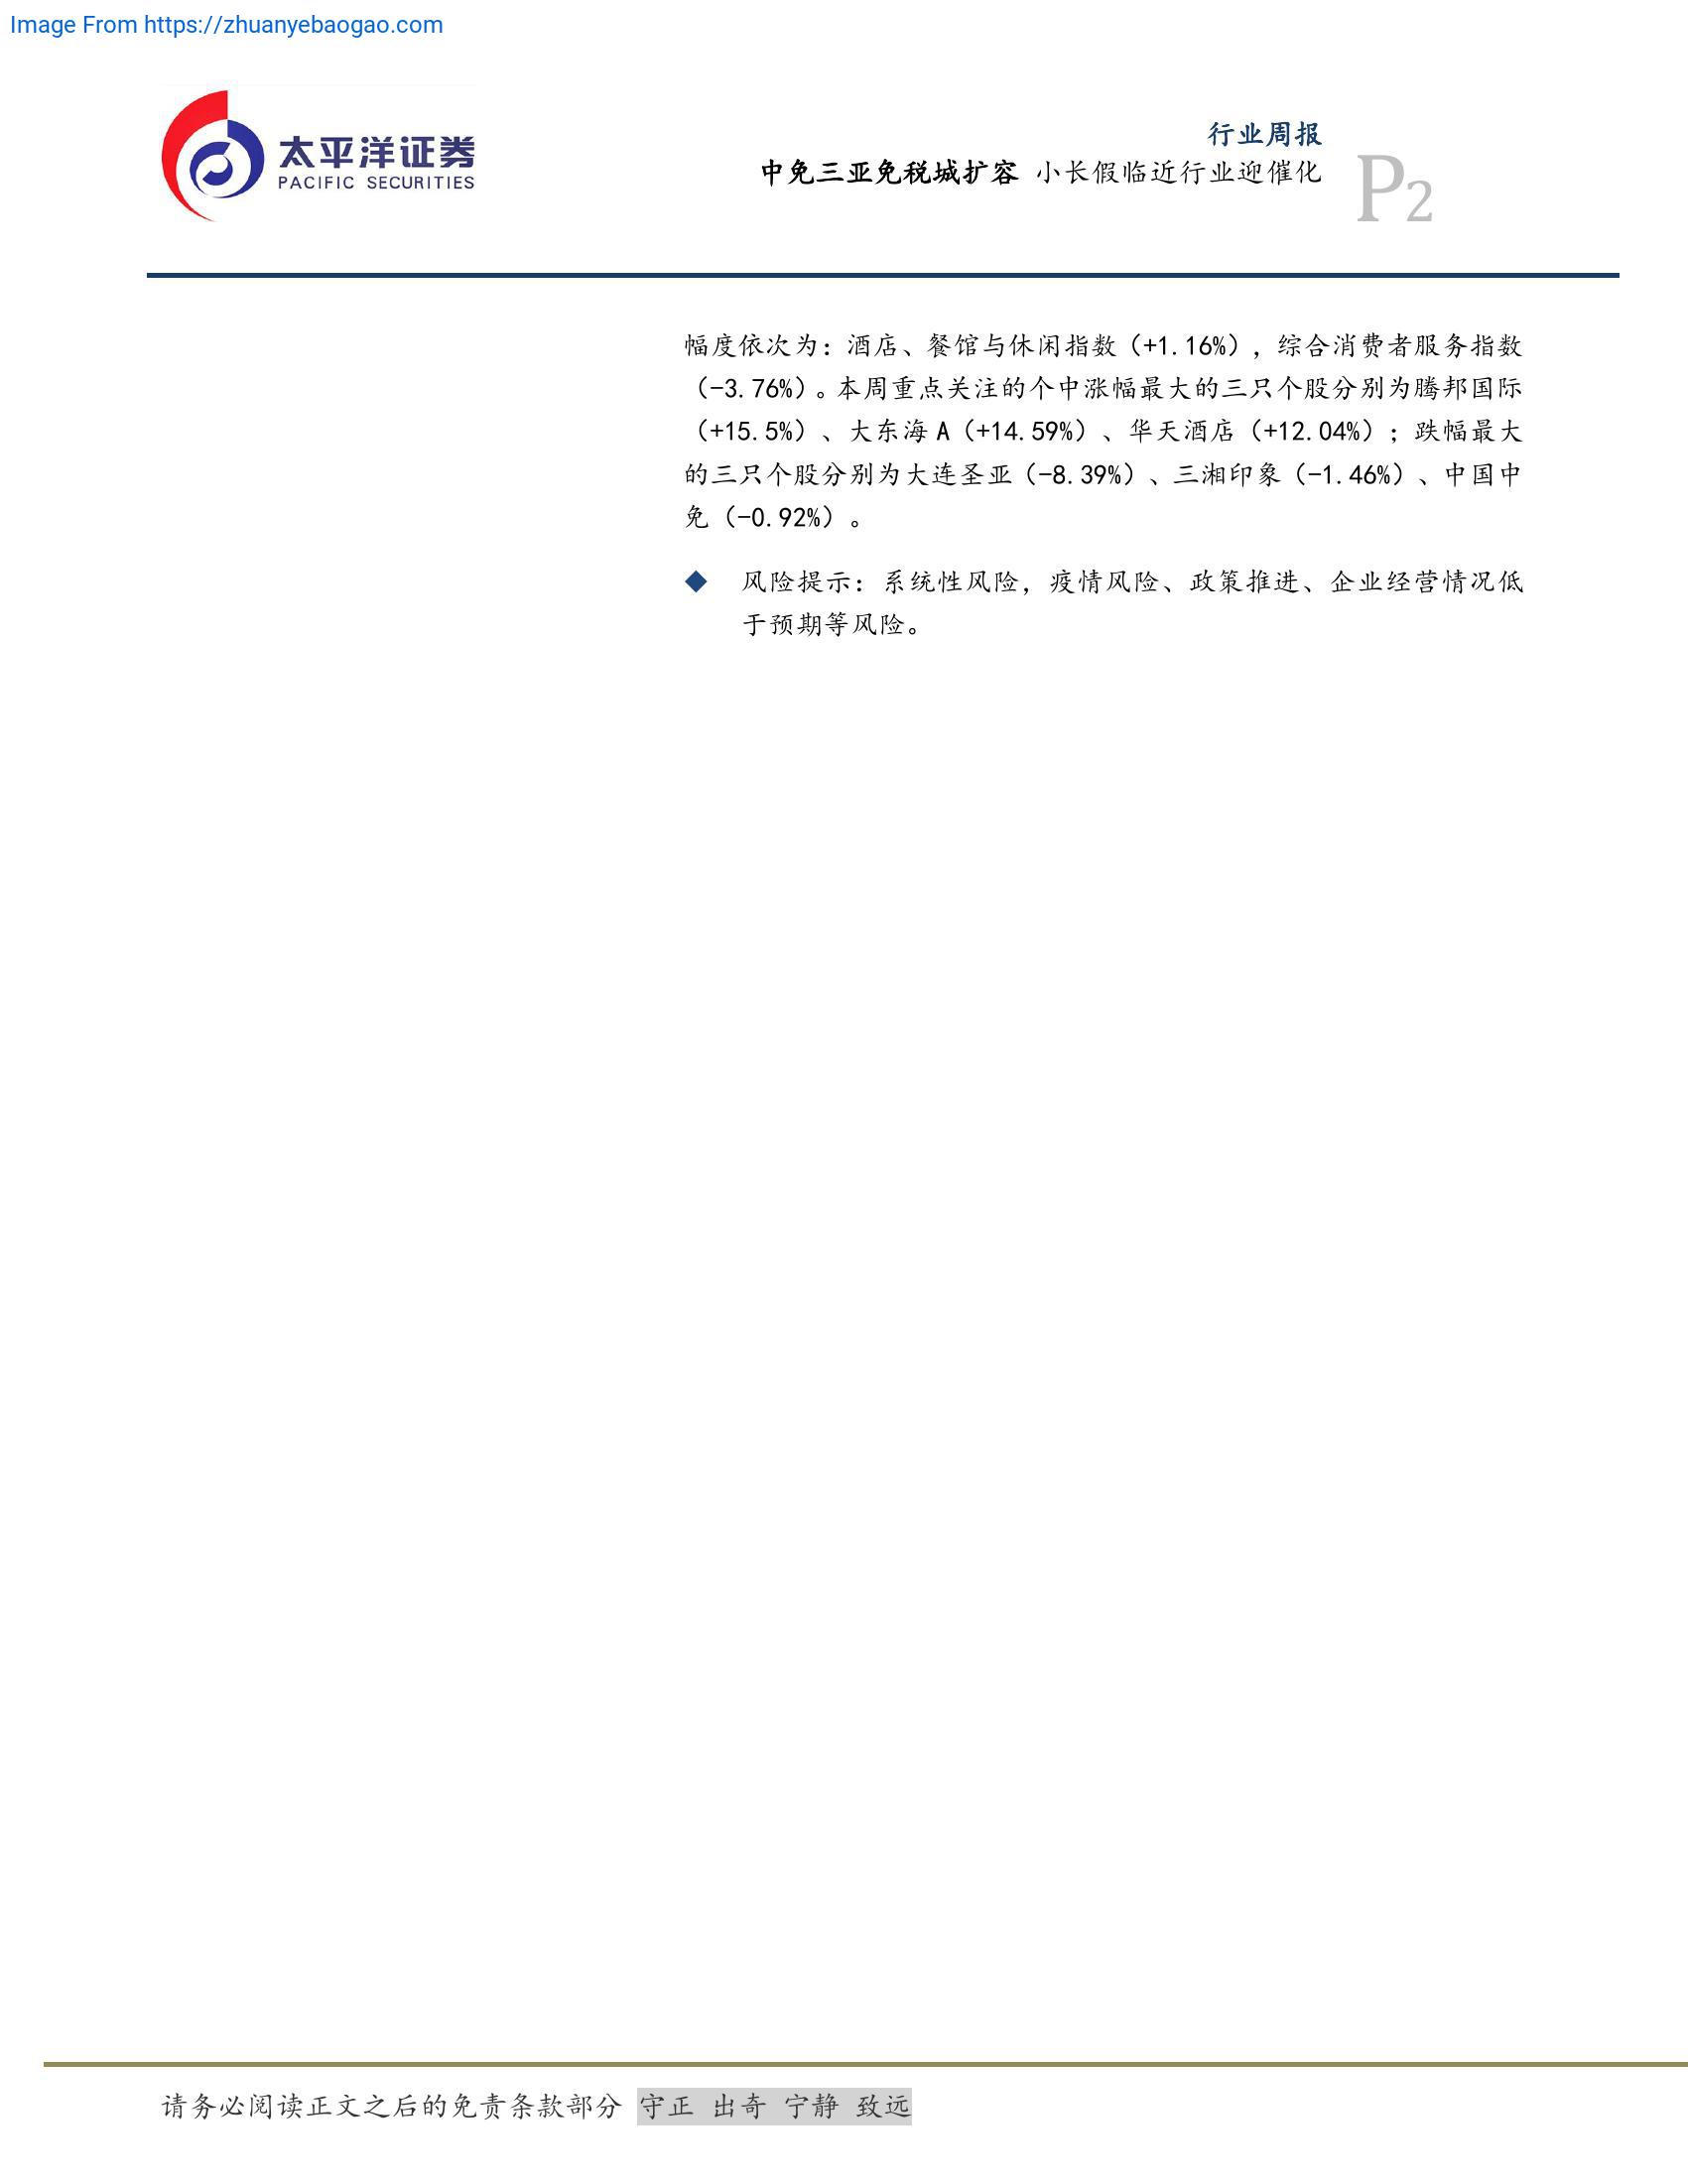 Image From https://zhuanyebaogao.com
太平洋证券
PACIFIC SECURITIES
行业周报
中免三亚免税城扩容 小长假临近行业迎催化
P2
幅度依次为：酒店、餐馆与休闲指数（+1.16%），综合消费者服务指数
（-3.76%）。本周重点关注的个中涨幅最大的三只个股分别为腾邦国际
（+15.5%）、大东海 A（+14.59%）、华天酒店（+12.04%）；跌幅最大
的三只个股分别为大连圣亚（-8.39%）、三湘印象（-1.46%）、中国中
免（-0.92%）。
◆ 风险提示：系统性风险，疫情风险、政策推进、企业经营情况低
于预期等风险。
请务必阅读正文之后的免责条款部分 守正 出奇 宁静 致远